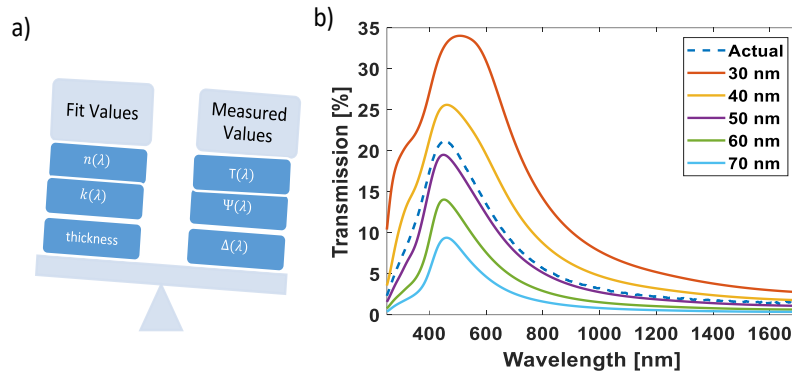 a)
Fit Values
n(λ)
k(λ)
thickness
Measured
Values
T(λ)
Ψ(λ)
Δ(λ)
b)
Transmission [%]
35
30
25
20
15
10
5
0
400
600
800
1000
1200
1400
1600
Wavelength [nm]
Actual
30 nm
40 nm
50 nm
60 nm
70 nm